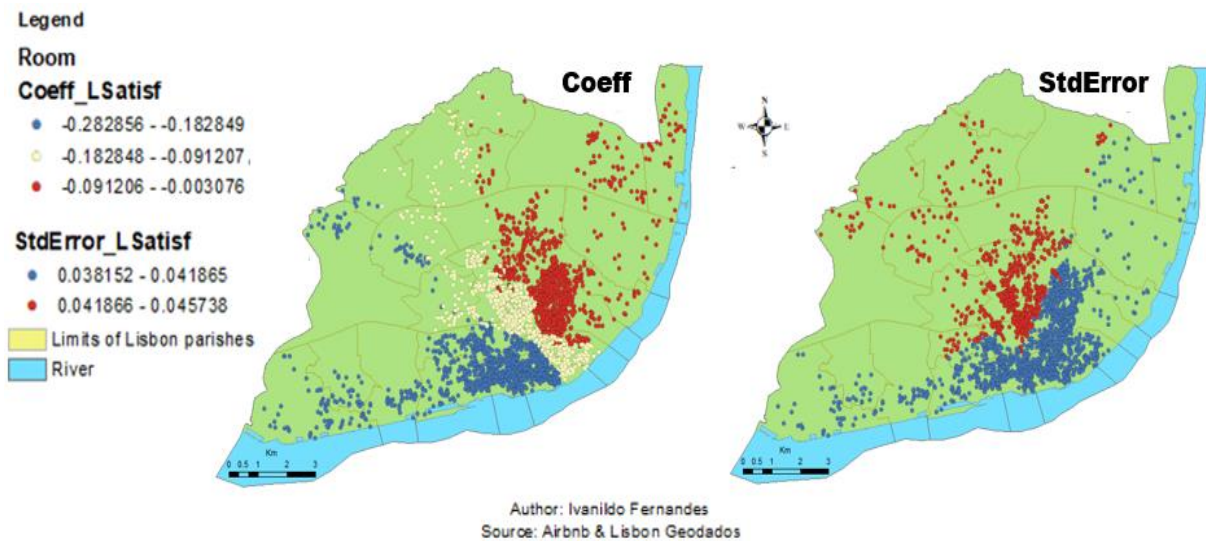 Legend
Room
Coeff_LSatisf
-0.282856 - -0.182849
-0.182848 - -0.091207,
-0.091206 - -0.003076
StdError_LSatisf
0.038152 - 0.041865
0.041866 - 0.045738
Limits of Lisbon parishes
River
Coeff
N
W E
S
StdError
Km
0 0.5 1 2 3
Km
0 0.5 1 2 3
Author: Ivanildo Fernandes
Source: Airbnb & Lisbon Geodados